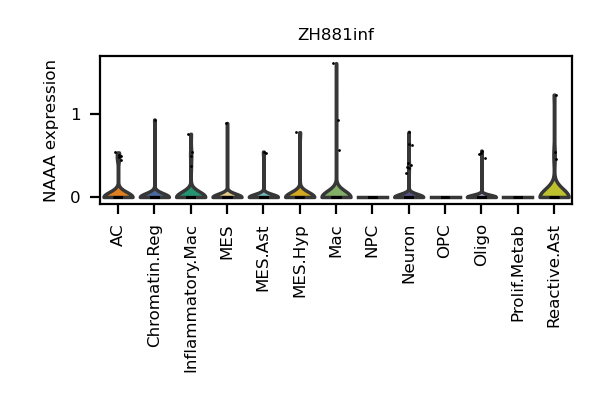 ZH881inf
NAAA expression
1
0
AC
Chromatin.Reg
Inflammatory.Mac
MES
MES.Ast
MES.Hyp
Mac
NPC
Neuron
OPC
Oligo
Prolif.Metab
Reactive.Ast